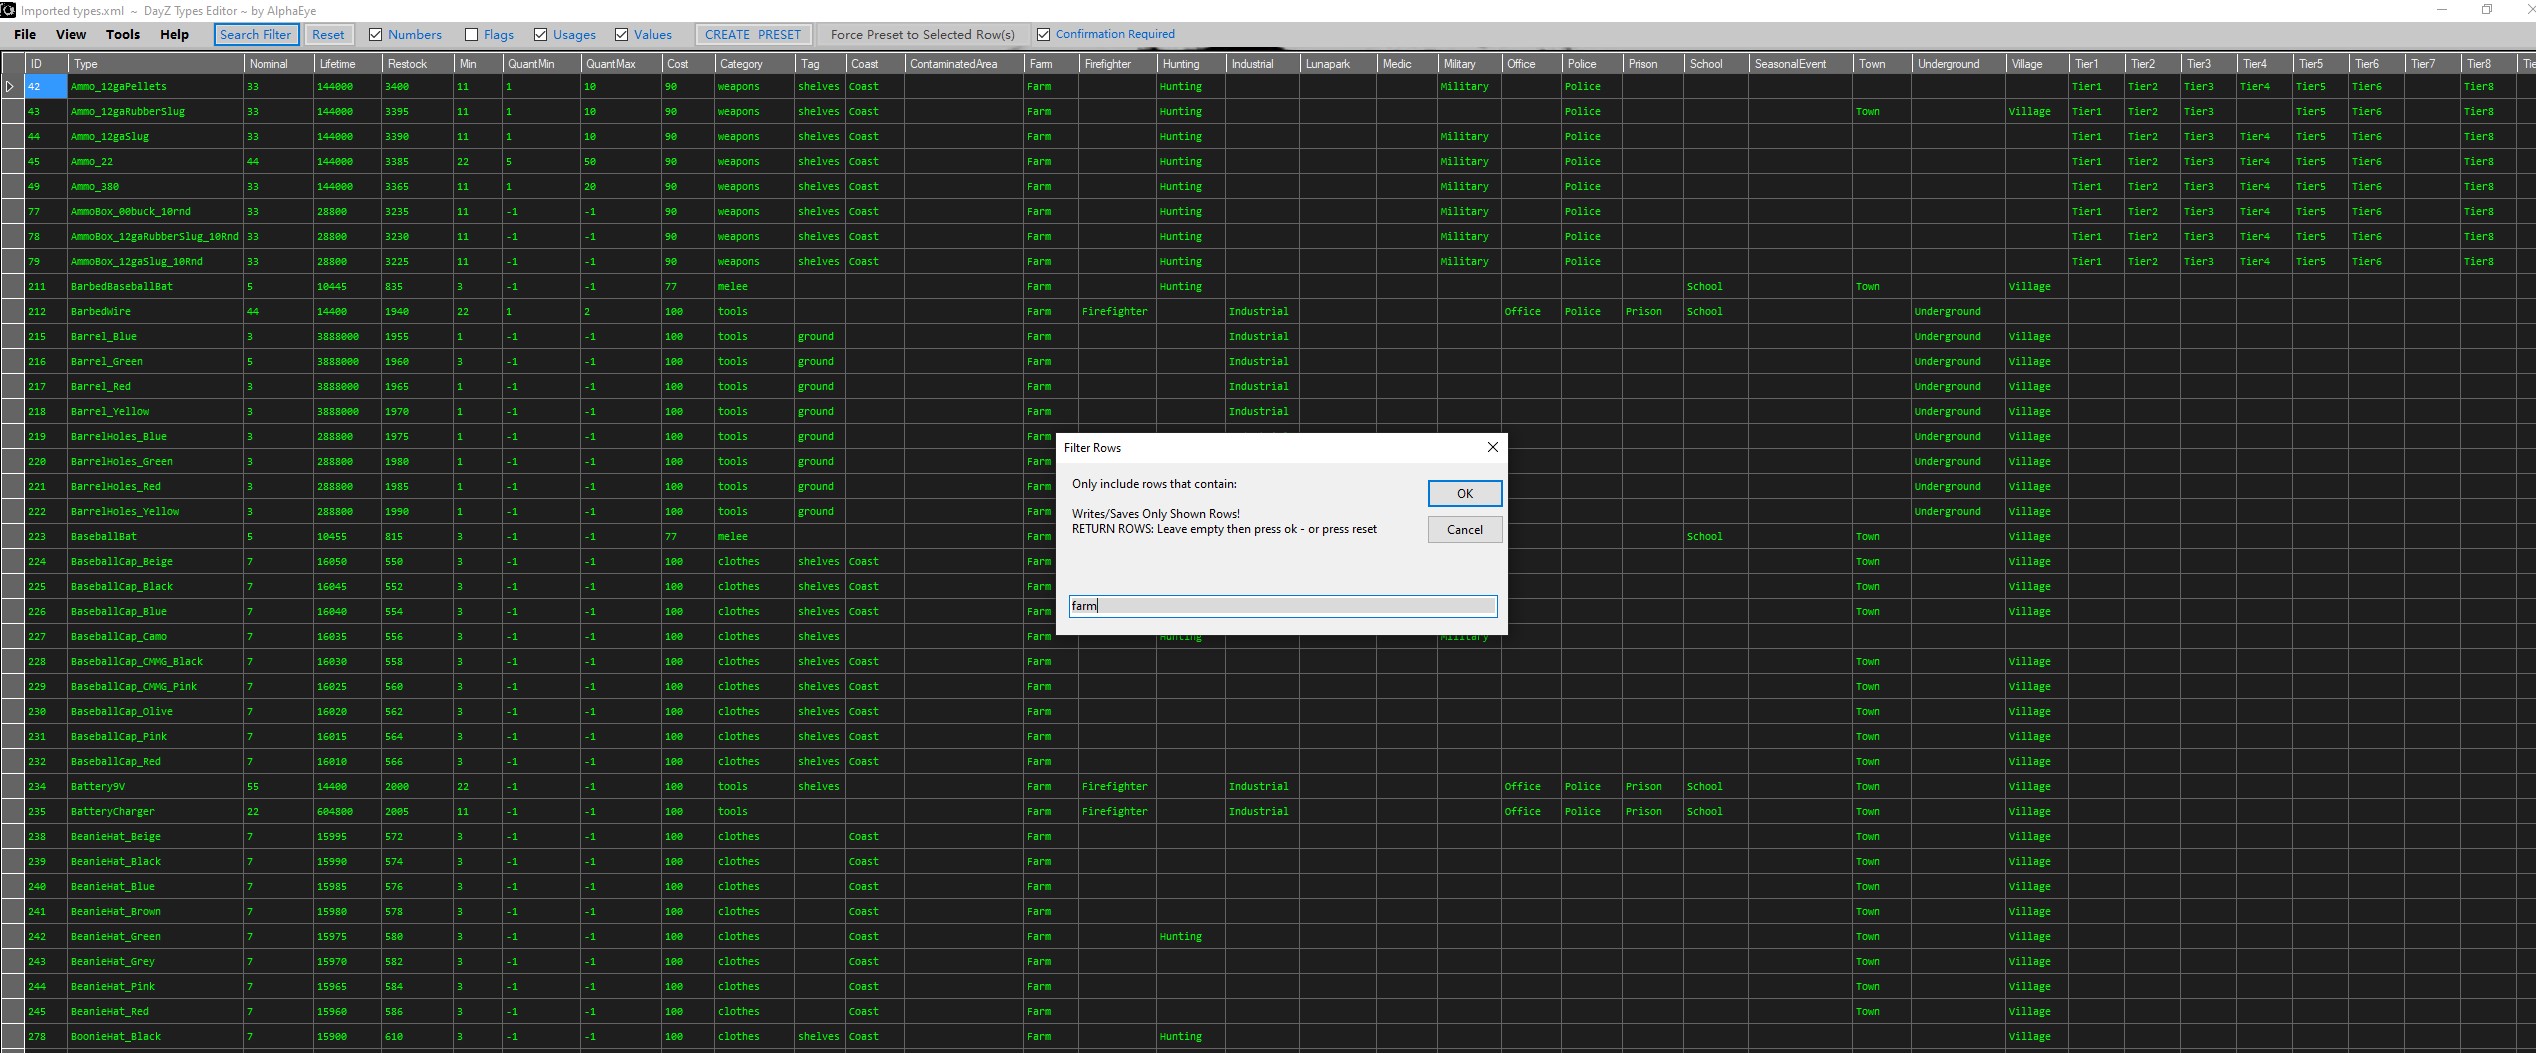 Imported types.xml ~ DayZ Types Editor ~ by AlphaEye
File View Tools Help Search Filter Reset Numbers Flags Usages Values CREATE PRESET Force Preset to Selected Row(s) Confirmation Required
ID Type Nominal Lifetime Restock Min QuantMin QuantMax Cost Category Tag Coast ContaminatedArea Farm Firefighter Hunting Industrial Lunapark Medic Military Office Police Prison School SeasonalEvent Town Underground Village Tier1 Tier2 Tier3 Tier4 Tier5 Tier6 Tier7 Tier8 Tie
42 Ammo_12gaPellets 33 144000 3400 11 1 10 90 weapons shelves Coast Farm Hunting Military Police Tier1 Tier2 Tier3 Tier4 Tier5 Tier6 Tier8
43 Ammo_12gaRubberSlug 33 144000 3395 11 1 10 90 weapons shelves Coast Farm Hunting Police Town Village Tier1 Tier2 Tier3 Tier5 Tier6 Tier8
44 Ammo_12gaSlug 33 144000 3390 11 1 10 90 weapons shelves Coast Farm Hunting Military Police Tier1 Tier2 Tier3 Tier4 Tier5 Tier6 Tier8
45 Ammo_22 44 144000 3385 22 5 50 90 weapons shelves Coast Farm Hunting Military Police Tier1 Tier2 Tier3 Tier4 Tier5 Tier6 Tier8
49 Ammo_380 33 144000 3365 11 1 20 90 weapons shelves Coast Farm Hunting Military Police Tier1 Tier2 Tier3 Tier4 Tier5 Tier6 Tier8
77 AmmoBox_00buck_10rnd 33 28800 3235 11 -1 -1 90 weapons shelves Coast Farm Hunting Military Police Tier1 Tier2 Tier3 Tier4 Tier5 Tier6 Tier8
78 AmmoBox_12gaRubberSlug_10Rnd 33 28800 3230 11 -1 -1 90 weapons shelves Coast Farm Hunting Military Police Tier1 Tier2 Tier3 Tier4 Tier5 Tier6 Tier8
79 AmmoBox_12gaSlug_10Rnd 33 28800 3225 11 -1 -1 90 weapons shelves Coast Farm Hunting Military Police Tier1 Tier2 Tier3 Tier4 Tier5 Tier6 Tier8
211 BarbedBaseballBat 5 10445 835 3 -1 -1 77 melee Farm Hunting School Town Village
212 BarbedWire 44 14400 1940 22 1 2 100 tools Farm Firefighter Industrial Office Police Prison School Underground
215 Barrel_Blue 3 3888000 1955 1 -1 -1 100 tools ground Farm Industrial Underground Village
216 Barrel_Green 5 3888000 1960 3 -1 -1 100 tools ground Farm Industrial Underground Village
217 Barrel_Red 3 3888000 1965 1 -1 -1 100 tools ground Farm Industrial Underground Village
218 Barrel_Yellow 3 3888000 1970 1 -1 -1 100 tools ground Farm Industrial Underground Village
219 BarrelHoles_Blue 3 288800 1975 1 -1 -1 100 tools ground Farm Underground Village
220 BarrelHoles_Green 3 288800 1980 1 -1 -1 100 tools ground Farm Underground Village
221 BarrelHoles_Red 3 288800 1985 1 -1 -1 100 tools ground Farm Underground Village
222 BarrelHoles_Yellow 3 288800 1990 1 -1 -1 100 tools ground Farm Underground Village
223 BaseballBat 5 10455 815 3 -1 -1 77 melee Farm School Town Village
224 BaseballCap_Beige 7 16050 550 3 -1 -1 100 clothes shelves Coast Farm Town Village
225 BaseballCap_Black 7 16045 552 3 -1 -1 100 clothes shelves Coast Farm Town Village
226 BaseballCap_Blue 7 16040 554 3 -1 -1 100 clothes shelves Coast Farm Town Village
227 BaseballCap_Camo 7 16035 556 3 -1 -1 100 clothes shelves Farm Hunting Military
228 BaseballCap_CMMG_Black 7 16030 558 3 -1 -1 100 clothes shelves Coast Farm Town Village
229 BaseballCap_CMMG_Pink 7 16025 560 3 -1 -1 100 clothes shelves Coast Farm Town Village
230 BaseballCap_Olive 7 16020 562 3 -1 -1 100 clothes shelves Coast Farm Town Village
231 BaseballCap_Pink 7 16015 564 3 -1 -1 100 clothes shelves Coast Farm Town Village
232 BaseballCap_Red 7 16010 566 3 -1 -1 100 clothes shelves Coast Farm Town Village
234 Battery9V 55 14400 2000 22 -1 -1 100 tools shelves Farm Firefighter Industrial Office Police Prison School Town Village
235 BatteryCharger 22 604800 2005 11 -1 -1 100 tools Farm Firefighter Industrial Office Police Prison School Town Village
238 BeanieHat_Beige 7 15995 572 3 -1 -1 100 clothes Coast Farm Town Village
239 BeanieHat_Black 7 15990 574 3 -1 -1 100 clothes Coast Farm Town Village
240 BeanieHat_Blue 7 15985 576 3 -1 -1 100 clothes Coast Farm Town Village
241 BeanieHat_Brown 7 15980 578 3 -1 -1 100 clothes Coast Farm Town Village
242 BeanieHat_Green 7 15975 580 3 -1 -1 100 clothes Coast Farm Hunting Town Village
243 BeanieHat_Grey 7 15970 582 3 -1 -1 100 clothes Coast Farm Town Village
244 BeanieHat_Pink 7 15965 584 3 -1 -1 100 clothes Coast Farm Town Village
245 BeanieHat_Red 7 15960 586 3 -1 -1 100 clothes Coast Farm Town Village
278 BoonieHat_Black 7 15900 610 3 -1 -1 100 clothes shelves Coast Farm Hunting Village
Filter Rows
Only include rows that contain:
OK
Writes/Saves Only Shown Rows!
RETURN ROWS: Leave empty then press ok - or press reset
Cancel
farm